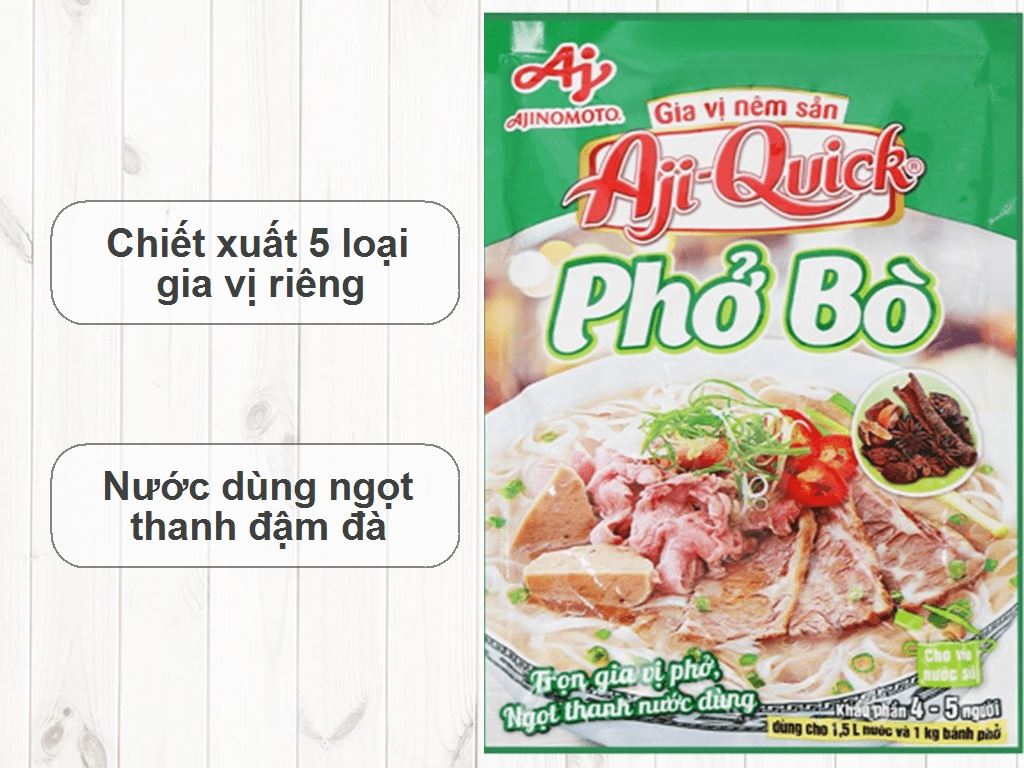 Chiết xuất 5 loại
gia vị riêng
Nước dùng ngọt
thanh đậm đà
Aj
AJINOMOTO®
Gia vị nêm sẵn
Aji-Quick®
Phở Bò
Trọn gia vị phở,
Ngọt thanh nước dùng
Cho vào
nước sôi
Khẩu phần 4 - 5 người
dùng cho 1,5 L nước và 1 kg bánh phở